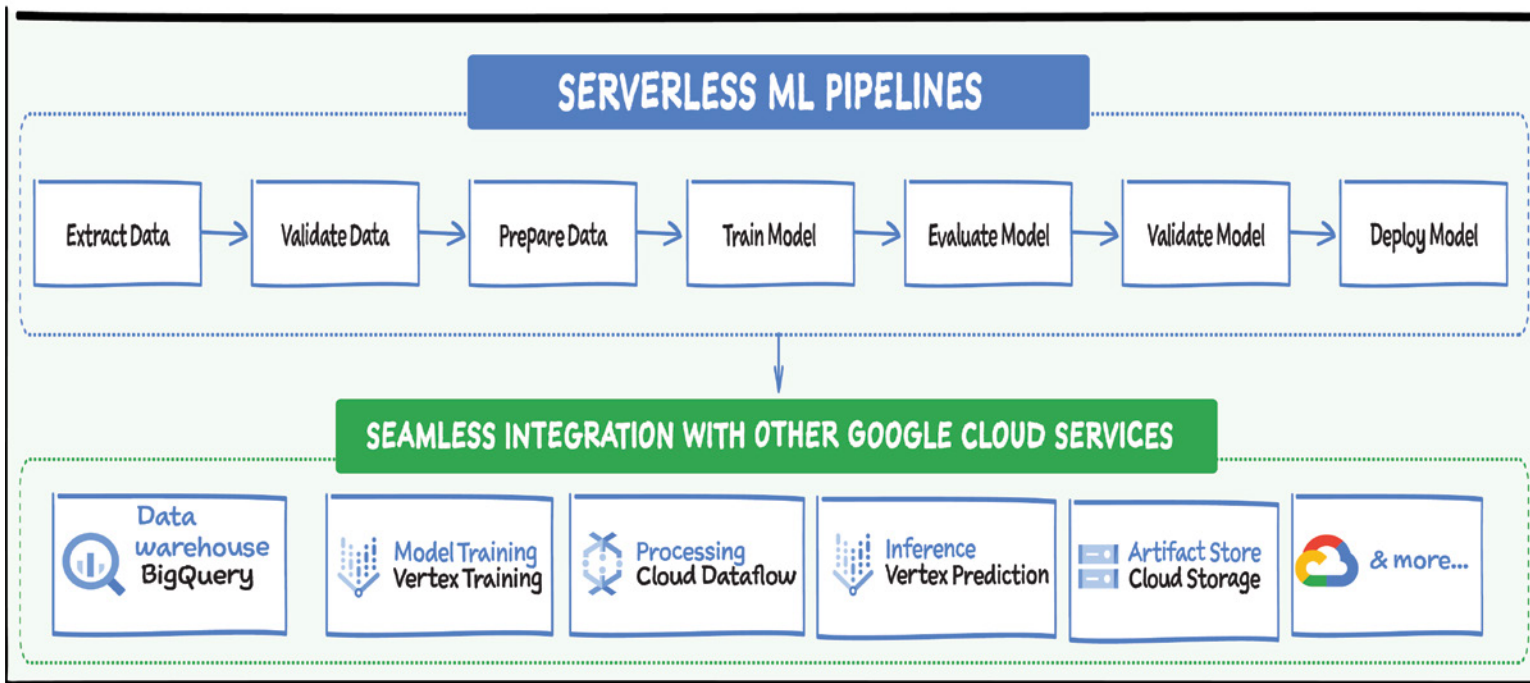 SERVERLESS ML PIPELINES
Extract Data
Validate Data
Prepare Data
Train Model
Evaluate Model
Validate Model
Deploy Model
SEAMLESS INTEGRATION WITH OTHER GOOGLE CLOUD SERVICES
Data
warehouse
BigQuery
Model Training
Vertex Training
Processing
Cloud Dataflow
Inference
Vertex Prediction
Artifact Store
Cloud Storage
& more...